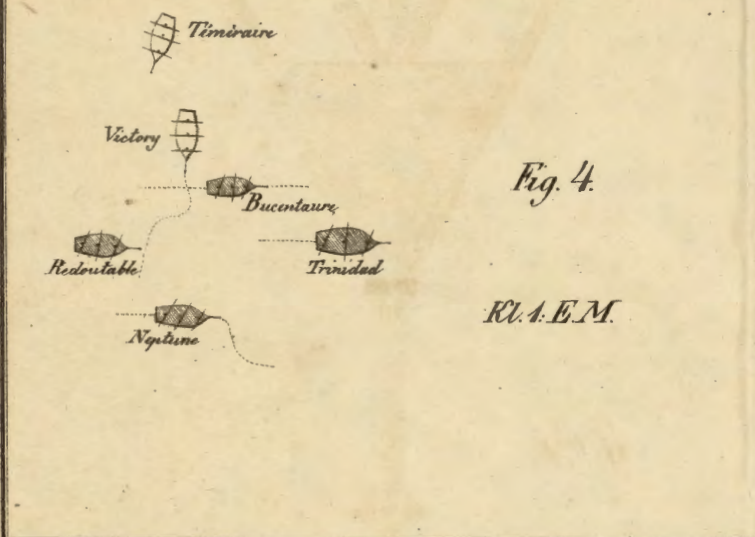 Téméraire
Victory
Fig. 4.
Bucentaure
Redoutable
Trinidad
Kl. 1. E.M.
Neptune